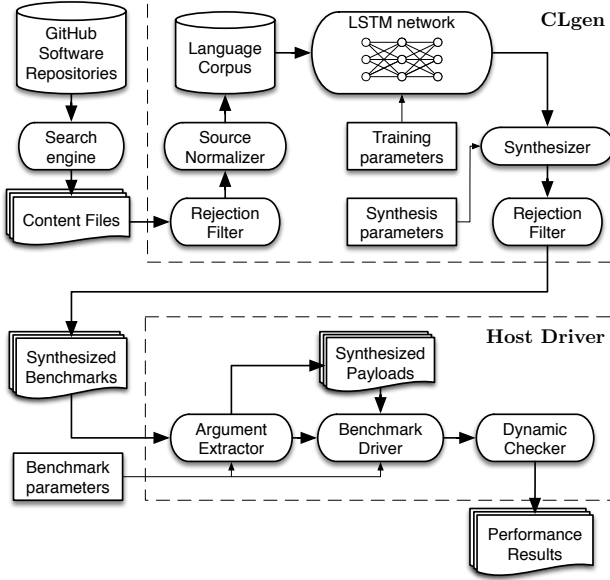 GitHub
Software
Repositories
Language
Corpus
LSTM network
CLgen
Search
engine
Source
Normalizer
Training
parameters
Synthesizer
Content Files
Rejection
Filter
Synthesis
parameters
Rejection
Filter
Synthesized
Benchmarks
Synthesized
Payloads
Host Driver
Argument
Extractor
Benchmark
Driver
Dynamic
Checker
Benchmark
parameters
Performance
Results